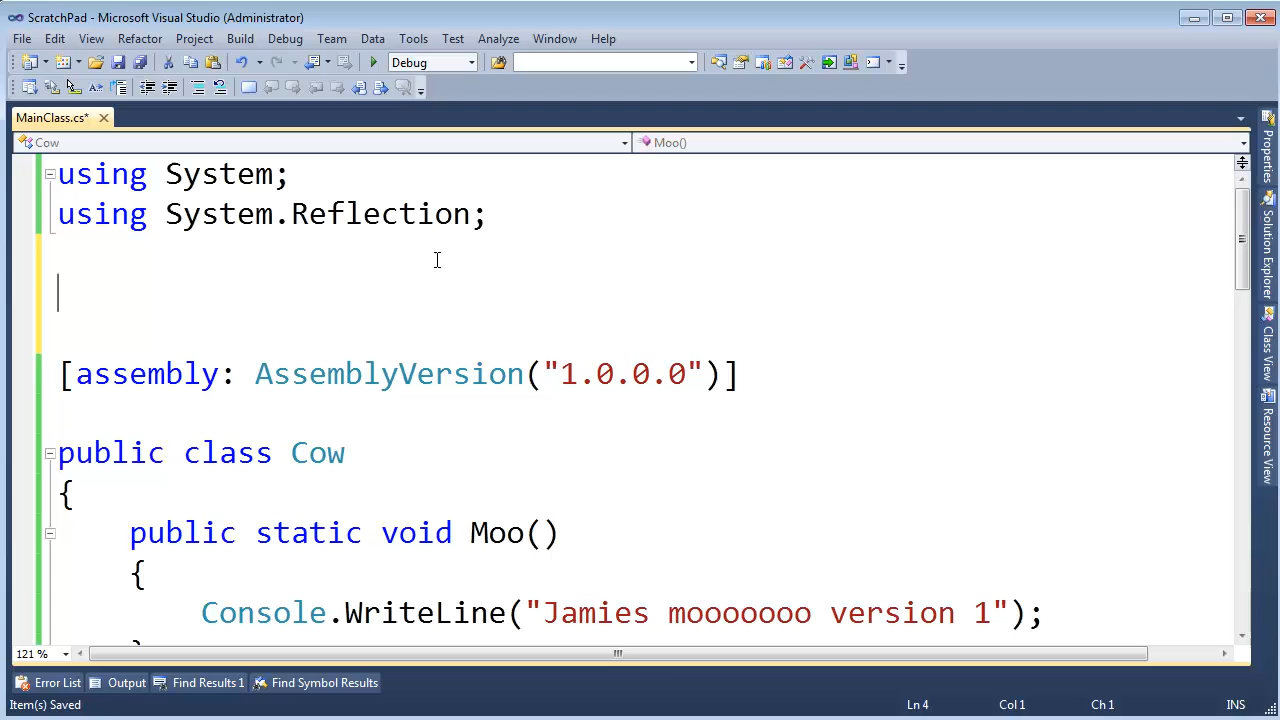 ScratchPad - Microsoft Visual Studio (Administrator)
File Edit View Refactor Project Build Debug Team Data Tools Test Analyze Window Help
Debug
MainClass.cs*
Cow Moo()
using System;
using System.Reflection;
[assembly: AssemblyVersion("1.0.0.0")]
public class Cow
{
public static void Moo()
{
Console.WriteLine("Jamies mooooooo version 1");
121 %
Properties
Solution Explorer
Class View
Resource View
Error List Output Find Results 1 Find Symbol Results
Item(s) Saved Ln 4 Col 1 Ch 1 INS